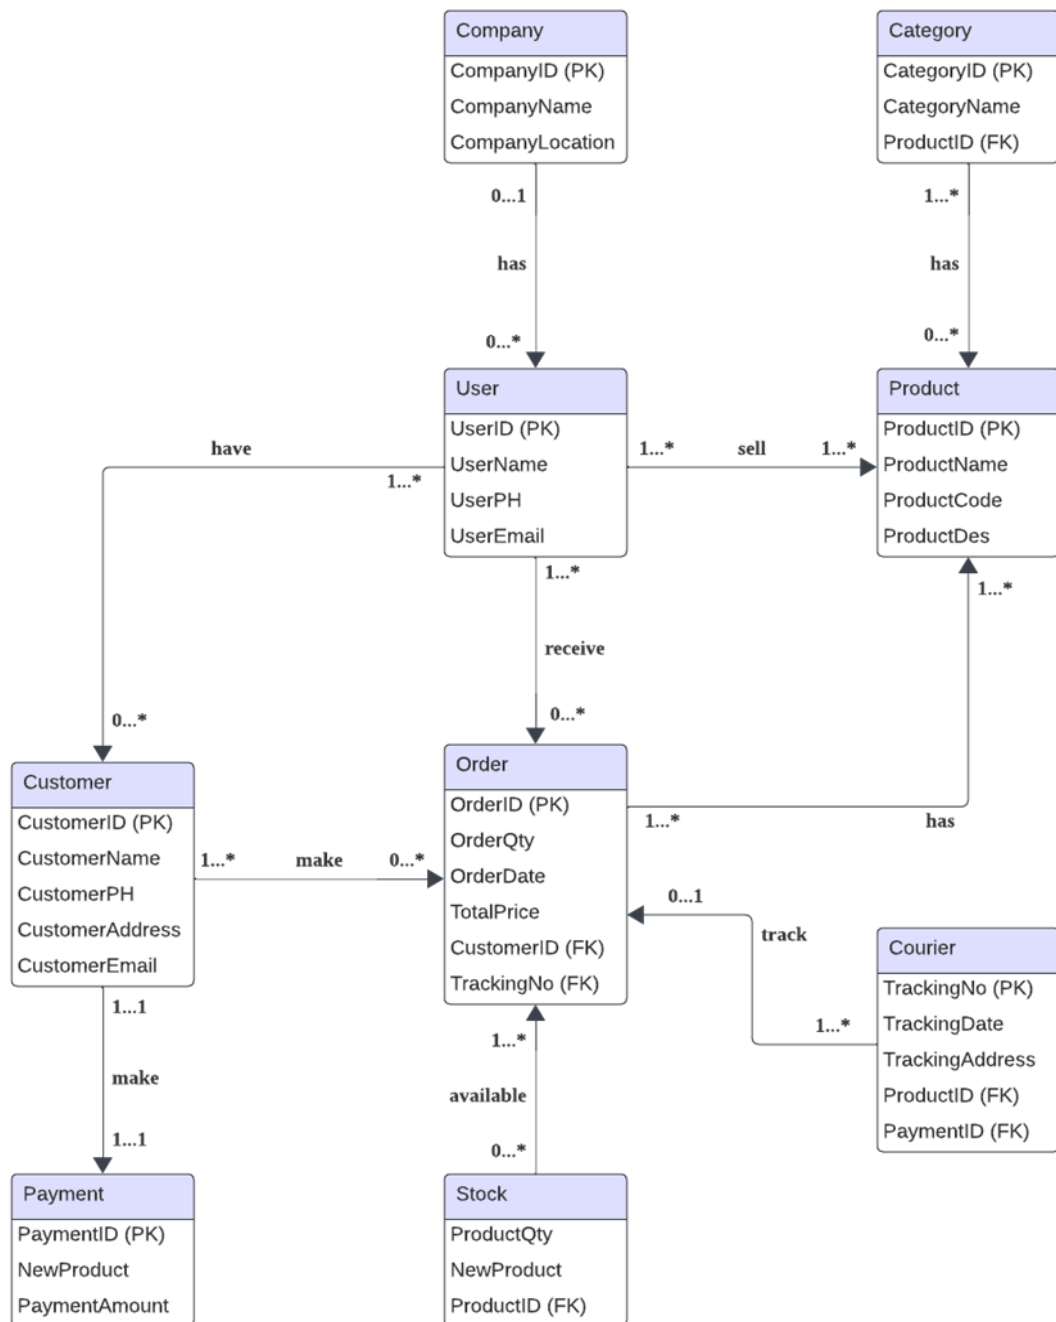 Company
CompanyID (PK)
CompanyName
CompanyLocation
Category
CategoryID (PK)
CategoryName
ProductID (FK)
0...1
has
0...*
1...*
has
0...*
User
UserID (PK)
UserName
UserPH
UserEmail
Product
ProductID (PK)
ProductName
ProductCode
ProductDes
have
1...*
0...*
1...*
sell
1...*
1...*
receive
0...*
1...*
Customer
CustomerID (PK)
CustomerName
CustomerPH
CustomerAddress
CustomerEmail
1...*
make
0...*
Order
OrderID (PK)
OrderQty
OrderDate
TotalPrice
CustomerID (FK)
TrackingNo (FK)
1...*
has
0...1
track
1...*
Courier
TrackingNo (PK)
TrackingDate
TrackingAddress
ProductID (FK)
PaymentID (FK)
1...1
make
1...1
1...*
available
0...*
Payment
PaymentID (PK)
NewProduct
PaymentAmount
Stock
ProductQty
NewProduct
ProductID (FK)